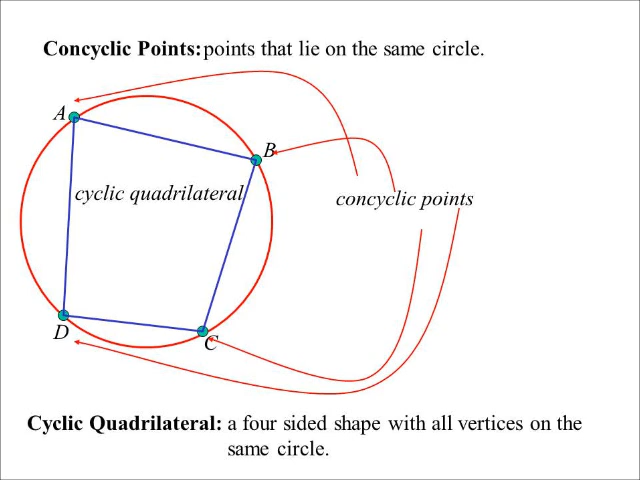 Concyclic Points: points that lie on the same circle.
A
B
cyclic quadrilateral
concyclic points
D
C
Cyclic Quadrilateral: a four sided shape with all vertices on the
same circle.